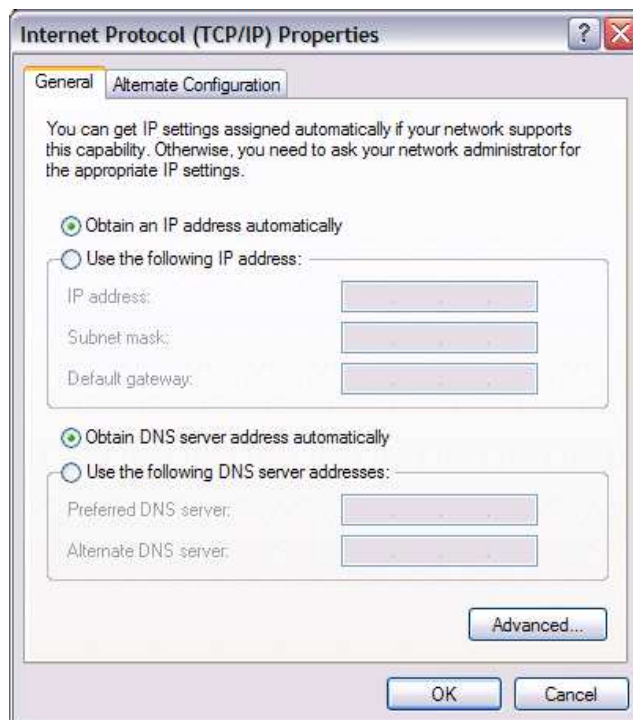 Internet Protocol (TCP/IP) Properties
?
General
Alternate Configuration
You can get IP settings assigned automatically if your network supports
this capability. Otherwise, you need to ask your network administrator for
the appropriate IP settings.
Obtain an IP address automatically
Use the following IP address:
IP address:
Subnet mask:
Default gateway:
Obtain DNS server address automatically
Use the following DNS server addresses:
Preferred DNS server:
Alternate DNS server:
Advanced...
OK
Cancel